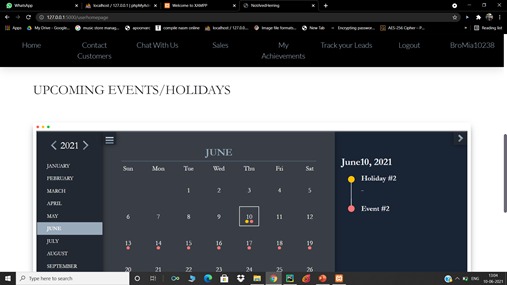 WhatsApp
localhost / 127.0.0.1 | phpMyAd
Welcome to XAMPP
127.0.0.1:5000/userhomepage
Apps
My Drive - Google...
music store manag...
apoorvarc
compile nasm online
localhost / 127.0.0...
Image file formats...
New Tab
Encrypting passwor...
AES-256 Cipher – P...
Reading list
Home
Contact Customers
Chat With Us
Sales
My Achievements
Track your Leads
Logout
BroMia10238
UPCOMING EVENTS/HOLIDAYS
2021
JANUARY
FEBRUARY
MARCH
APRIL
MAY
JUNE
JULY
AUGUST
SEPTEMBER
JUNE
Sun Mon Tue Wed Thu Fri Sat
1 2 3 4 5
6 7 8 9 10 11 12
13 14 15 16 17 18 19
20 21 22 23 24 25 26
June10, 2021
Holiday #2
-
Event #2
Type here to search
ENG
13:04
19-06-2021